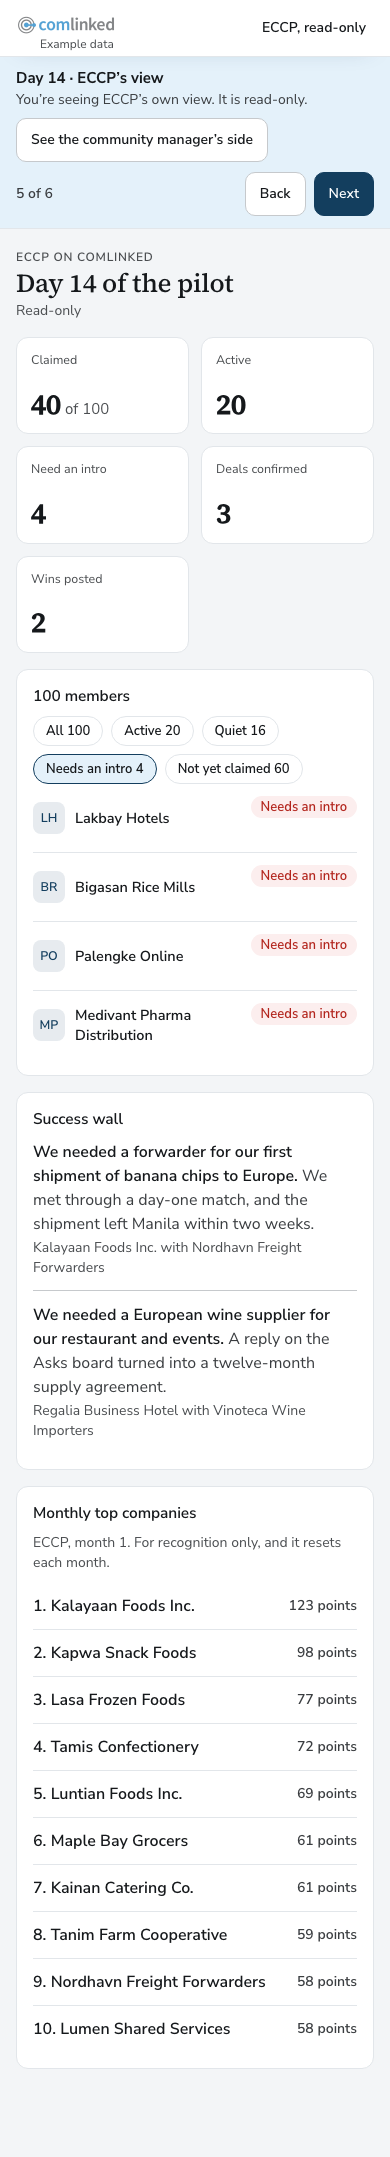 comlinked
Example data
ECCP, read-only
Day 14 · ECCP's view
You're seeing ECCP's own view. It is read-only.
See the community manager's side
5 of 6
Back
Next
ECCP ON COMLINKED
Day 14 of the pilot
Read-only
Claimed
40 of 100
Active
20
Need an intro
4
Deals confirmed
3
Wins posted
2
100 members
All 100
Active 20
Quiet 16
Needs an intro 4
Not yet claimed 60
LH
Lakbay Hotels
Needs an intro
BR
Bigasan Rice Mills
Needs an intro
PO
Palengke Online
Needs an intro
MP
Medivant Pharma
Distribution
Needs an intro
Success wall
We needed a forwarder for our first
shipment of banana chips to Europe. We
met through a day-one match, and the
shipment left Manila within two weeks.
Kalayaan Foods Inc. with Nordhavn Freight
Forwarders
We needed a European wine supplier for
our restaurant and events. A reply on the
Asks board turned into a twelve-month
supply agreement.
Regalia Business Hotel with Vinoteca Wine
Importers
Monthly top companies
ECCP, month 1. For recognition only, and it resets
each month.
1. Kalayaan Foods Inc. 123 points
2. Kapwa Snack Foods 98 points
3. Lasa Frozen Foods 77 points
4. Tamis Confectionery 72 points
5. Luntian Foods Inc. 69 points
6. Maple Bay Grocers 61 points
7. Kainan Catering Co. 61 points
8. Tanim Farm Cooperative 59 points
9. Nordhavn Freight Forwarders 58 points
10. Lumen Shared Services 58 points